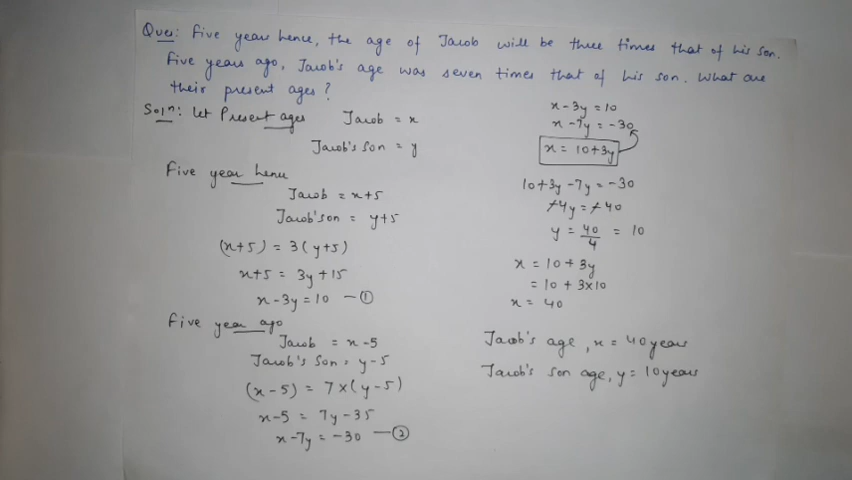 Ques: Five years hence, the age of Jacob will be three times that of his son.
Five years ago, Jacob's age was seven times that of his son. What are
their present ages?
Solⁿ: let Present ages
Jacob = x
Jacob's son = y
Five year hence
Jacob = x+5
Jacob'son = y+5
(x+5) = 3(y+5)
x+5 = 3y+15
x-3y = 10 —①
Five year ago
Jacob = x-5
Jacob's son = y-5
(x-5) = 7×(y-5)
x-5 = 7y-35
x-7y = -30 —②
x-3y = 10
x-7y = -30
x = 10+3y
10+3y-7y = -30
-4y = -40
y = 40/4 = 10
x = 10+3y
= 10 + 3×10
x = 40
Jacob's age, x = 40years
Jacob's son age, y = 10years